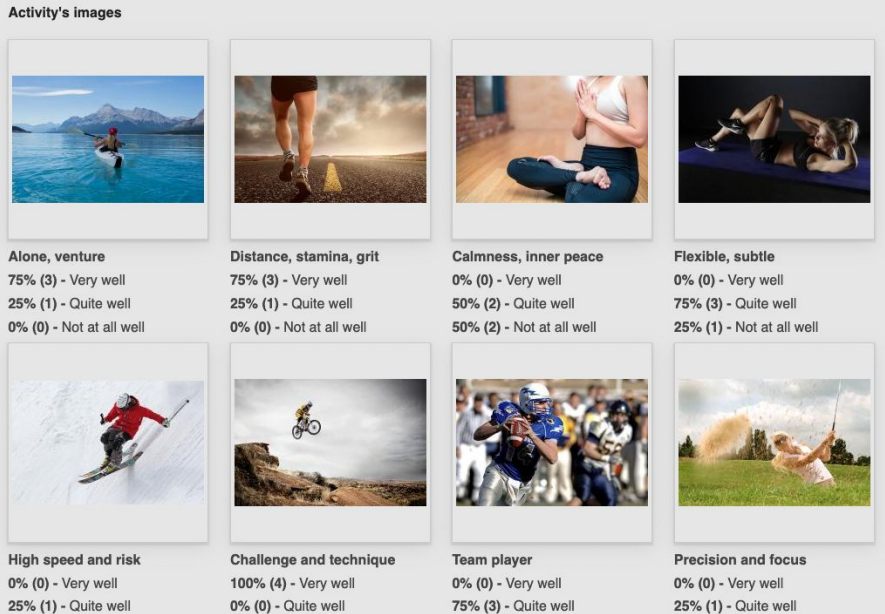 Activity's images
Alone, venture
75% (3) - Very well
25% (1) - Quite well
0% (0) - Not at all well
Distance, stamina, grit
75% (3) - Very well
25% (1) - Quite well
0% (0) - Not at all well
Calmness, inner peace
0% (0) - Very well
50% (2) - Quite well
50% (2) - Not at all well
Flexible, subtle
0% (0) - Very well
75% (3) - Quite well
25% (1) - Not at all well
High speed and risk
0% (0) - Very well
25% (1) - Quite well
Challenge and technique
100% (4) - Very well
0% (0) - Quite well
Team player
0% (0) - Very well
75% (3) - Quite well
Precision and focus
0% (0) - Very well
25% (1) - Quite well